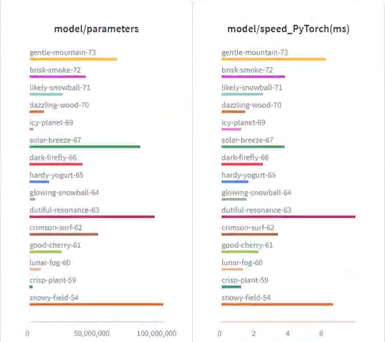 model/parameters
gentle-mountain-73
brisk-smoke-72
likely-snowball-71
dazzling-wood-70
icy-planet-69
solar-breeze-67
dark-firefly-66
hardy-yogurt-65
glowing-snowball-64
dutiful-resonance-63
crimson-surf-62
good-cherry-61
lunar-fog-60
crisp-plant-59
snowy-field-54
0 50,000,000 100,000,000
model/speed_PyTorch(ms)
gentle-mountain-73
brisk-smoke-72
likely-snowball-71
dazzling-wood-70
icy-planet-69
solar-breeze-67
dark-firefly-66
hardy-yogurt-65
glowing-snowball-64
dutiful-resonance-63
crimson-surf-62
good-cherry-61
lunar-fog-60
crisp-plant-59
snowy-field-54
0 2 4 6